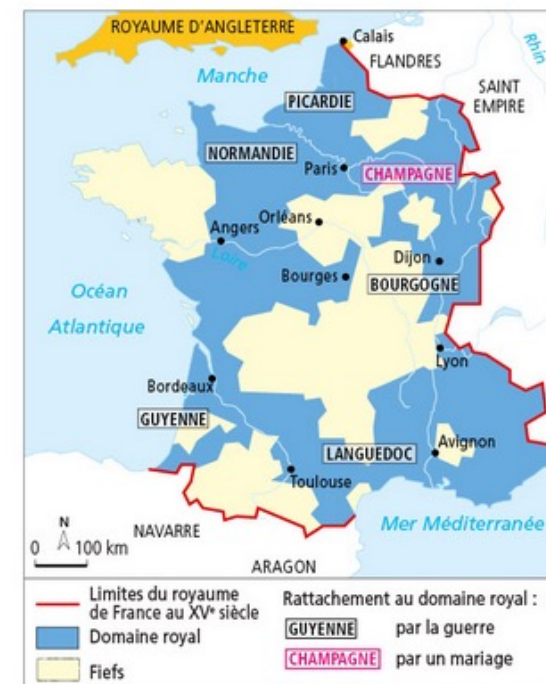 ROYAUME D'ANGLETERRE
Calais
FLANDRES
Rhin
Manche
SAINT
EMPIRE
PICARDIE
NORMANDIE
Paris
CHAMPAGNE
Orléans
Angers
Loire
Dijon
Bourges
BOURGOGNE
Océan
Atlantique
Lyon
Bordeaux
GUYENNE
LANGUEDOC
Avignon
Toulouse
Mer Méditerranée
N
0 100 km
NAVARRE
ARAGON
Limites du royaume
de France au XVe siècle
Domaine royal
Fiefs
Rattachement au domaine royal :
GUYENNE par la guerre
CHAMPAGNE par un mariage